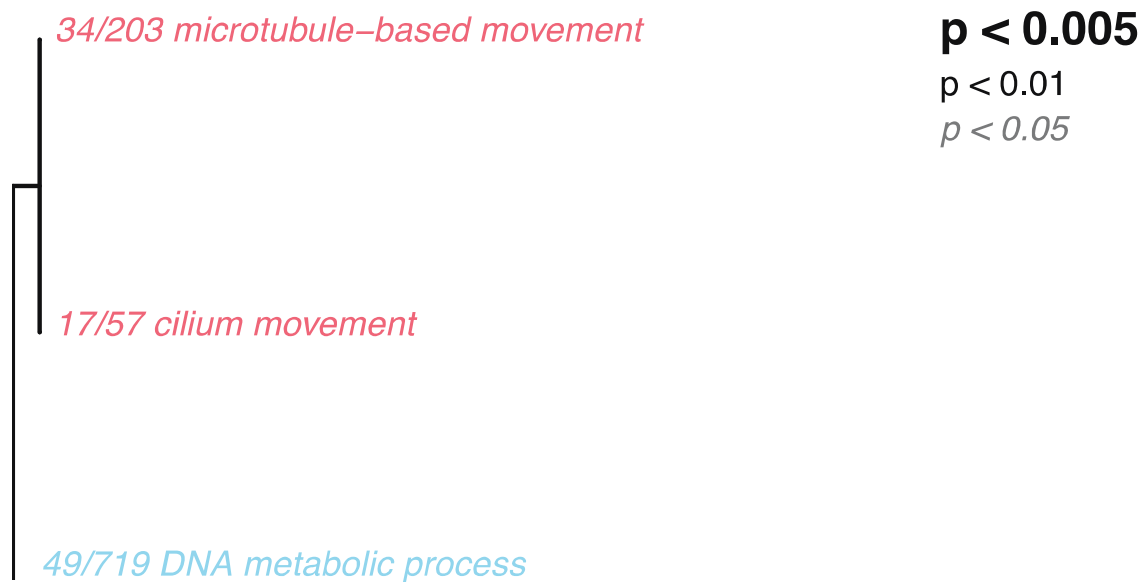 34/203 microtubule−based movement
17/57 cilium movement
49/719 DNA metabolic process
p < 0.005
p < 0.01
p < 0.05